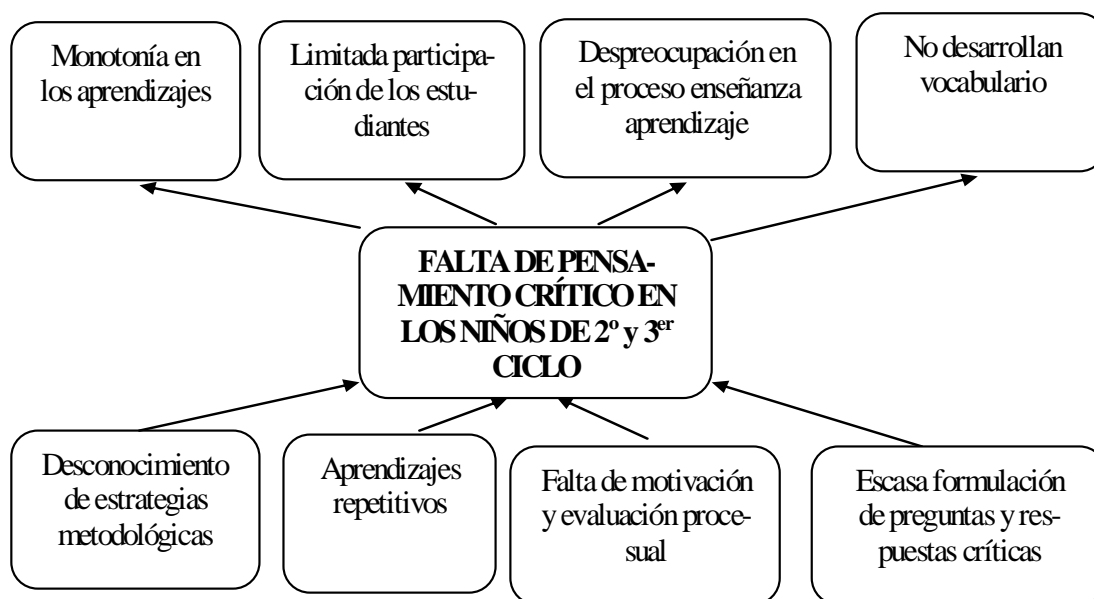 Monotonía en
los aprendizajes
Limitada participa-
ción de los estu-
diantes
Despreocupación en
el proceso enseñanza
aprendizaje
No desarrollan
vocabulario
FALTA DE PENSA-
MIENTO CRÍTICO EN
LOS NIÑOS DE 2º y 3er
CICLO
Desconocimiento
de estrategias
metodológicas
Aprendizajes
repetitivos
Falta de motivación
y evaluación proce-
sual
Escasa formulación
de preguntas y res-
puestas críticas